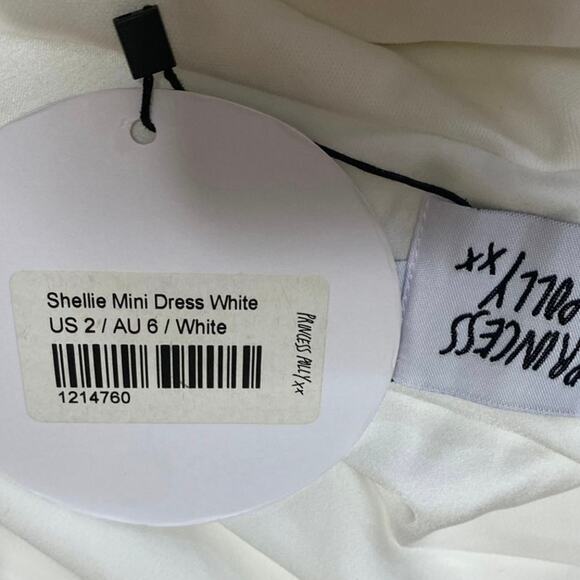 Shellie Mini Dress White
US 2 / AU 6 / White
1214760
PRINCESS POLLY xx
PRINCESS
POLLY
xx